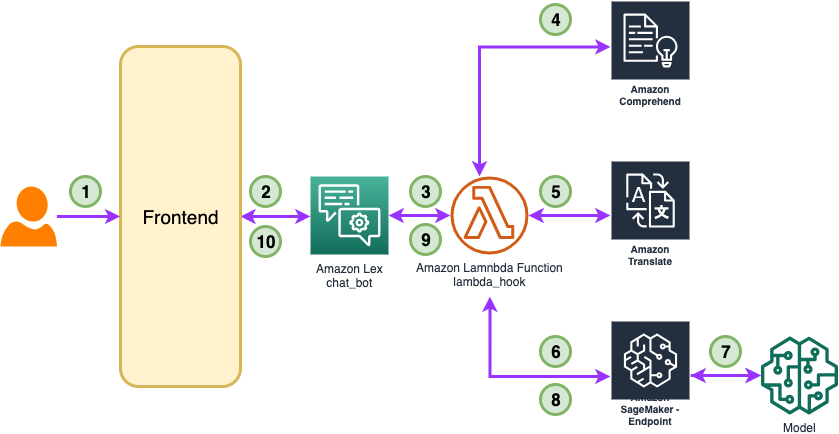 4
Amazon
Comprehend
1
2
3
5
Frontend
A
文
10
9
Amazon
Translate
Amazon Lex
chat_bot
Amazon Lamnbda Function
lambda_hook
6
7
8
Amazon
SageMaker -
Endpoint
Model